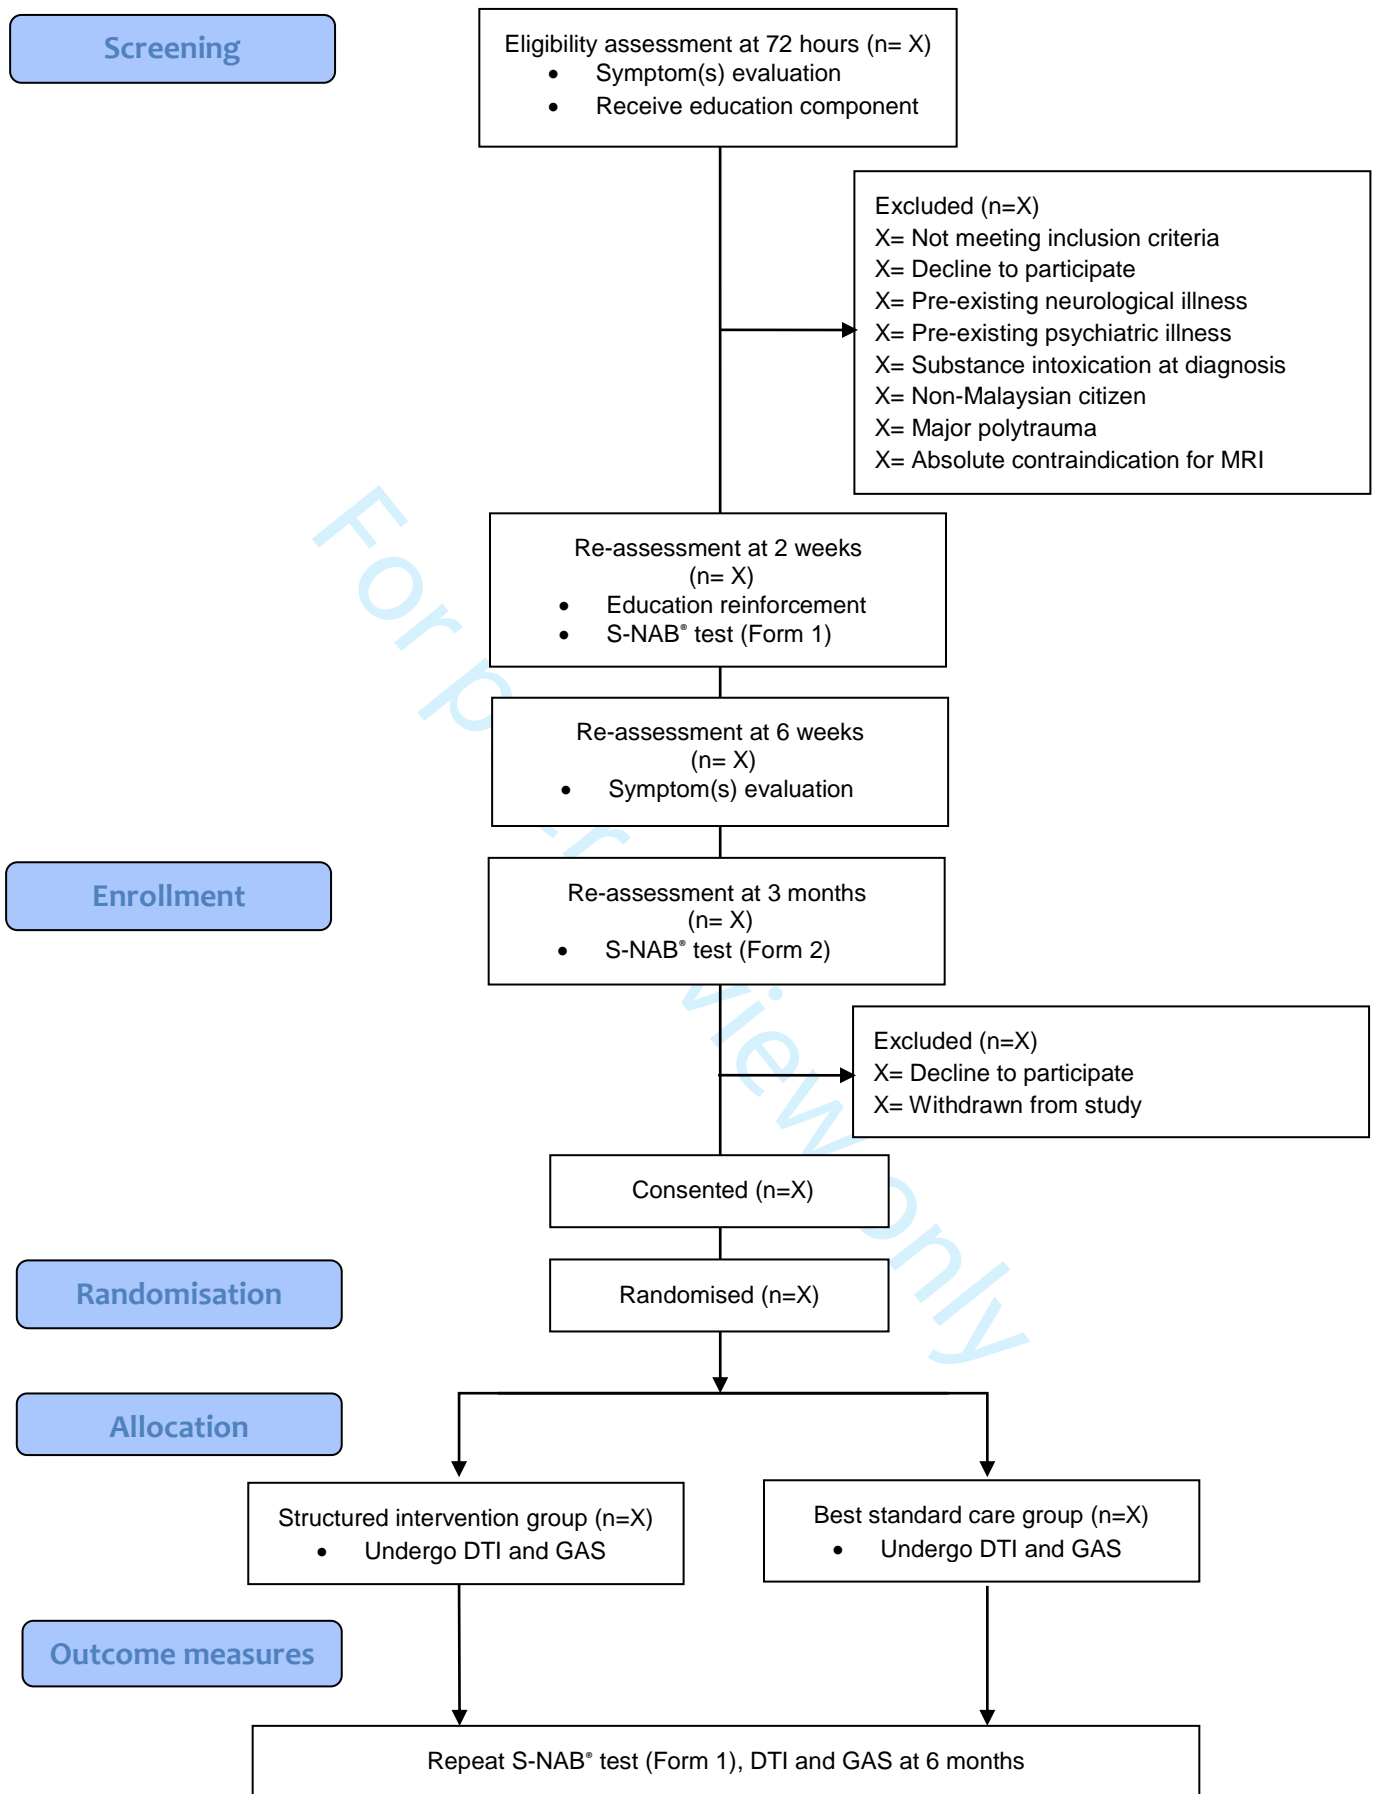 Screening
Eligibility assessment at 72 hours (n= X)
• Symptom(s) evaluation
• Receive education component
Excluded (n=X)
X= Not meeting inclusion criteria
X= Decline to participate
X= Pre-existing neurological illness
X= Pre-existing psychiatric illness
X= Substance intoxication at diagnosis
X= Non-Malaysian citizen
X= Major polytrauma
X= Absolute contraindication for MRI
Re-assessment at 2 weeks
(n= X)
• Education reinforcement
• S-NAB® test (Form 1)
Re-assessment at 6 weeks
(n= X)
• Symptom(s) evaluation
Enrollment
Re-assessment at 3 months
(n= X)
• S-NAB® test (Form 2)
Excluded (n=X)
X= Decline to participate
X= Withdrawn from study
Consented (n=X)
Randomisation
Randomised (n=X)
Allocation
Structured intervention group (n=X)
• Undergo DTI and GAS
Best standard care group (n=X)
• Undergo DTI and GAS
Outcome measures
Repeat S-NAB® test (Form 1), DTI and GAS at 6 months
For peer review only